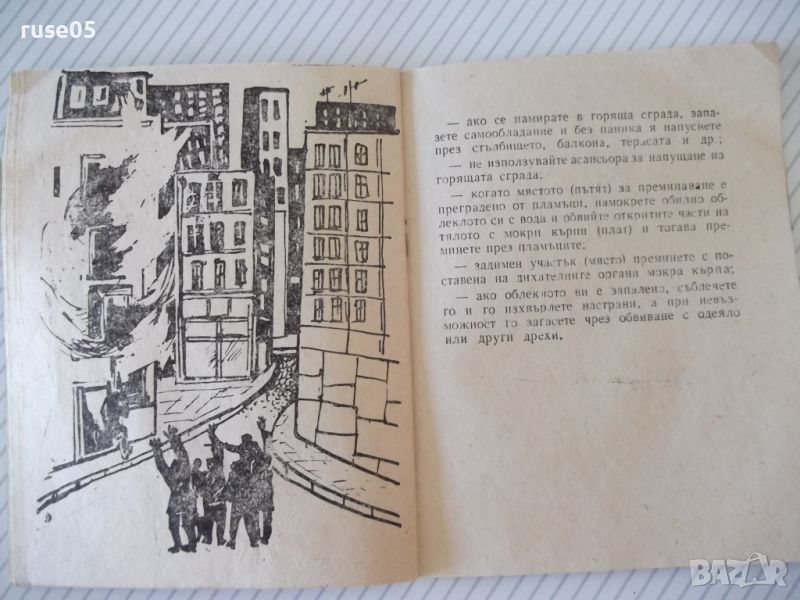 ruse05
— ако се намирате в горяща сграда, запа-
зете самообладание и без паника я напуснете
през стълбището, балкона, терасата и др.;
— не използувайте асансьора за напущане на
горящата сграда;
— когато мястото (пътят) за преминаване е
преградено от пламъци, намокрете обилно об-
леклото си с вода и обвийте откритите части на
тялото с мокри кърпи (плат) и тогава пре-
минете през пламъците;
— задимен участък (място) преминете с по-
ставена на дихателните органи мокра кърпа;
— ако облеклото ви е запалено, съблечете
го и го изхвърлете настрани, а при невъз-
можност го загасете чрез обвиване с одеяло
или други дрехи.
BAZAR